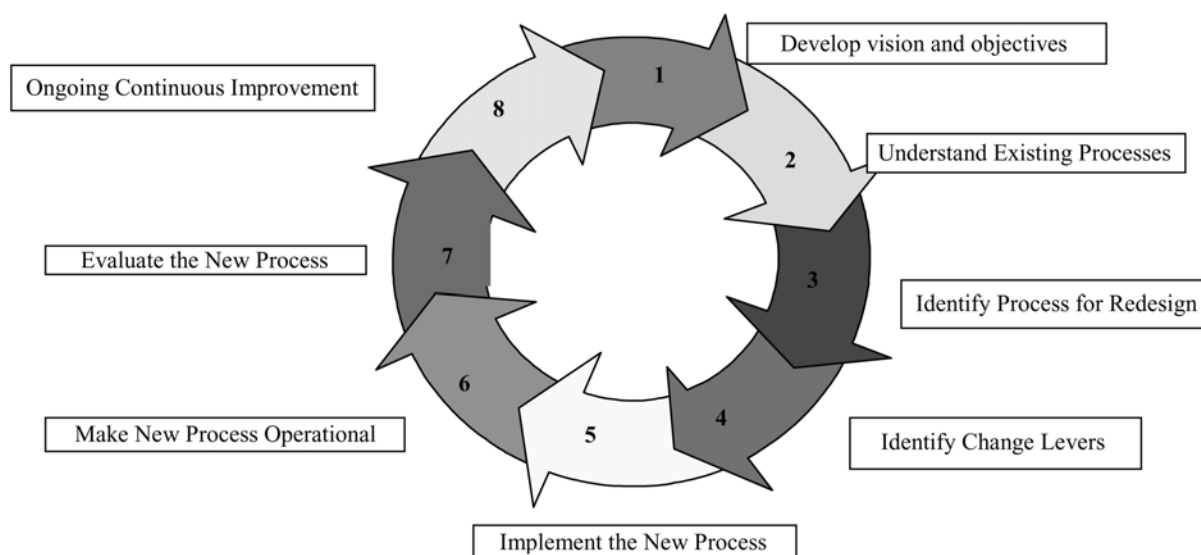 1
Develop vision and objectives
2
Understand Existing Processes
3
Identify Process for Redesign
4
Identify Change Levers
5
Implement the New Process
6
Make New Process Operational
7
Evaluate the New Process
8
Ongoing Continuous Improvement